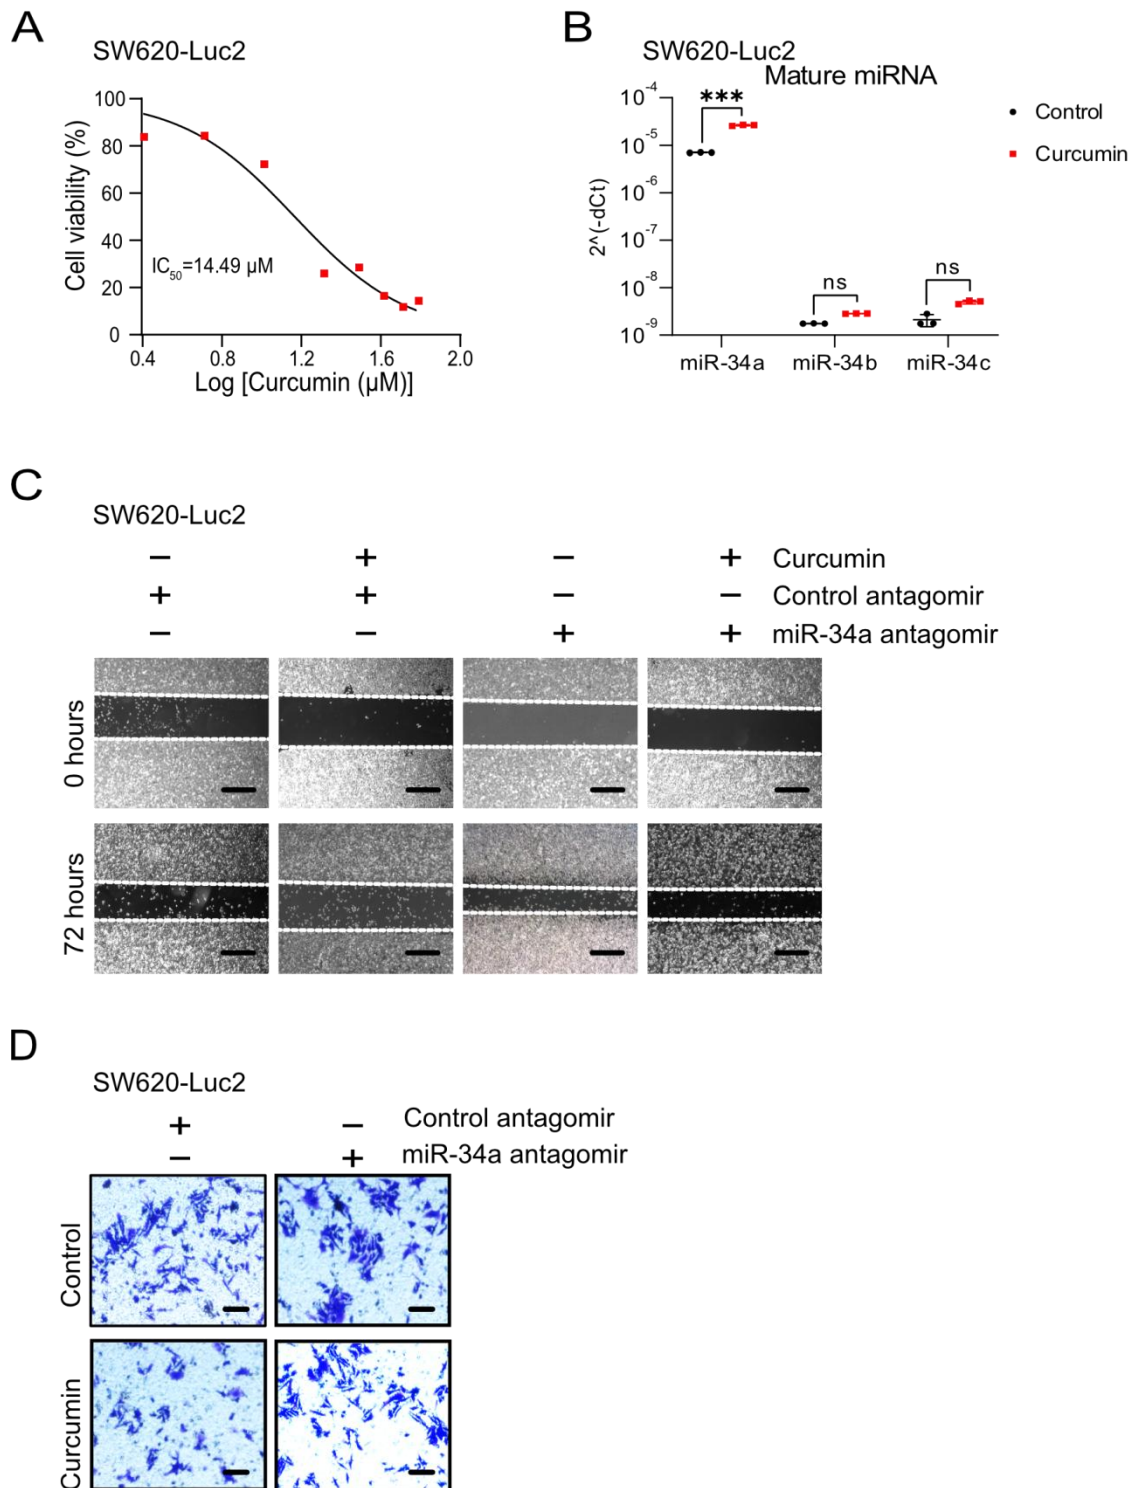 A
SW620-Luc2
Cell viability (%)
100
80
60
40
20
0
IC50=14.49 µM
0.4 0.8 1.2 1.6 2.0
Log [Curcumin (µM)]
B
SW620-Luc2
Mature miRNA
2^(-dCt)
10-4
10-5
10-6
10-7
10-8
10-9
***
ns
ns
miR-34a miR-34b miR-34c
Control
Curcumin
C
SW620-Luc2
− + − + Curcumin
+ + − − Control antagomir
− − + + miR-34a antagomir
0 hours
72 hours
D
SW620-Luc2
+ − Control antagomir
− + miR-34a antagomir
Control
Curcumin